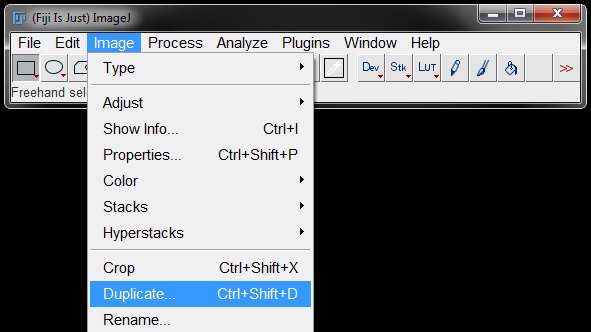 (Fiji Is Just) ImageJ
File Edit Image Process Analyze Plugins Window Help
Dev Stk LUT >>
Freehand sel
Type
Adjust
Show Info... Ctrl+I
Properties... Ctrl+Shift+P
Color
Stacks
Hyperstacks
Crop Ctrl+Shift+X
Duplicate... Ctrl+Shift+D
Rename...